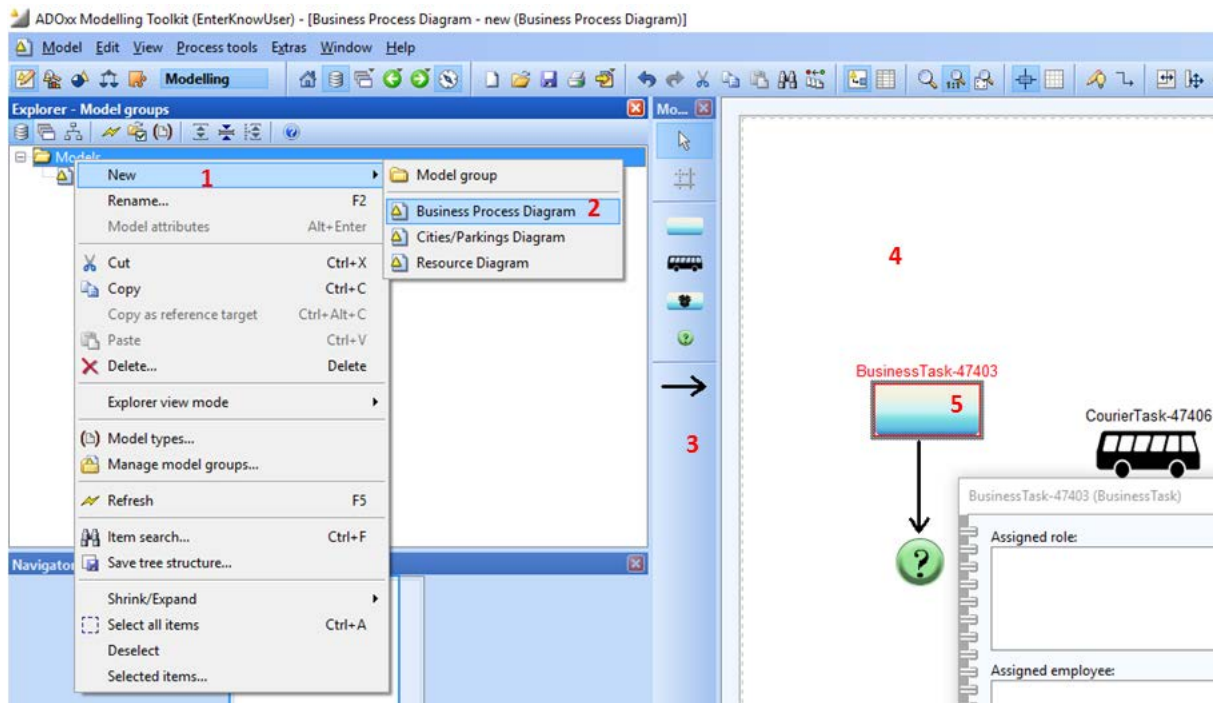 ADOxx Modelling Toolkit (EnterKnowUser) - [Business Process Diagram - new (Business Process Diagram)]
Model Edit View Process tools Extras Window Help
Modelling
Explorer - Model groups
Mo...
Models
New 1
Rename... F2
Model attributes Alt+Enter
Cut Ctrl+X
Copy Ctrl+C
Copy as reference target Ctrl+Alt+C
Paste Ctrl+V
Delete... Delete
Explorer view mode
Model types...
Manage model groups...
Refresh F5
Item search... Ctrl+F
Save tree structure...
Shrink/Expand
Select all items Ctrl+A
Deselect
Selected items...
Model group
Business Process Diagram 2
Cities/Parkings Diagram
Resource Diagram
Navigator
3
4
BusinessTask-47403
5
CourierTask-47406
?
BusinessTask-47403 (BusinessTask)
Assigned role:
Assigned employee: